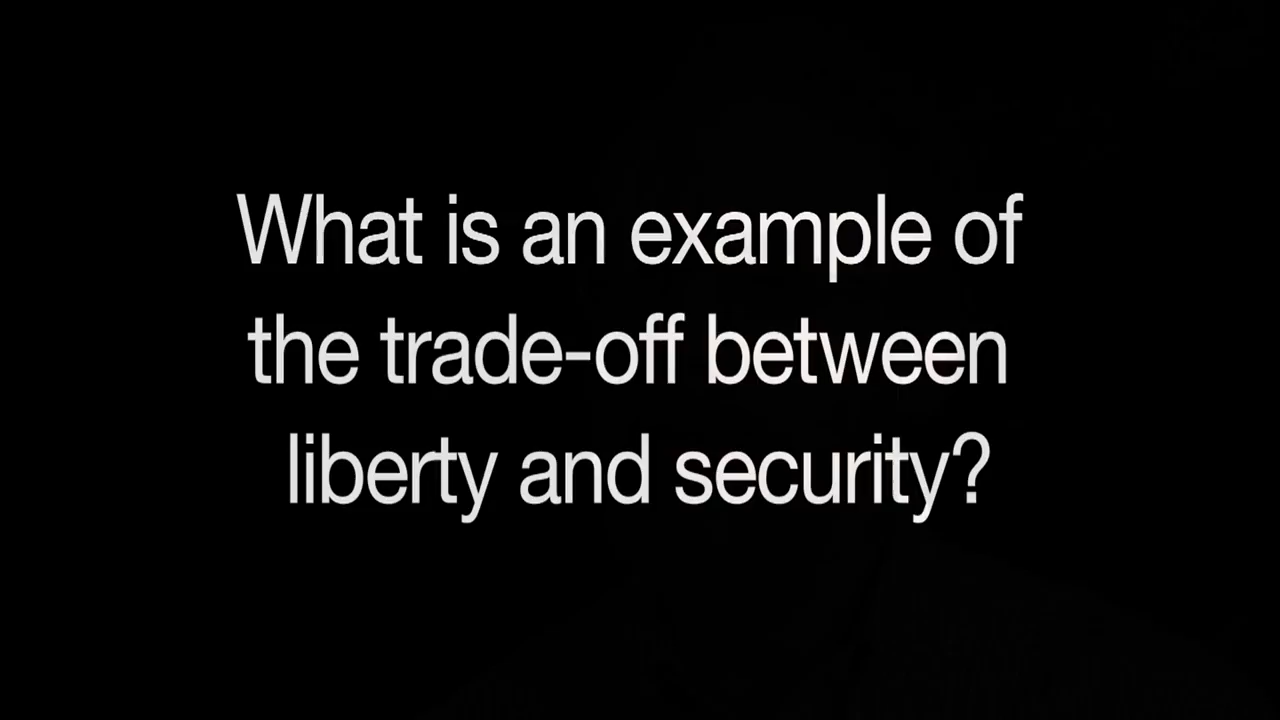 What is an example of
the trade-off between
liberty and security?